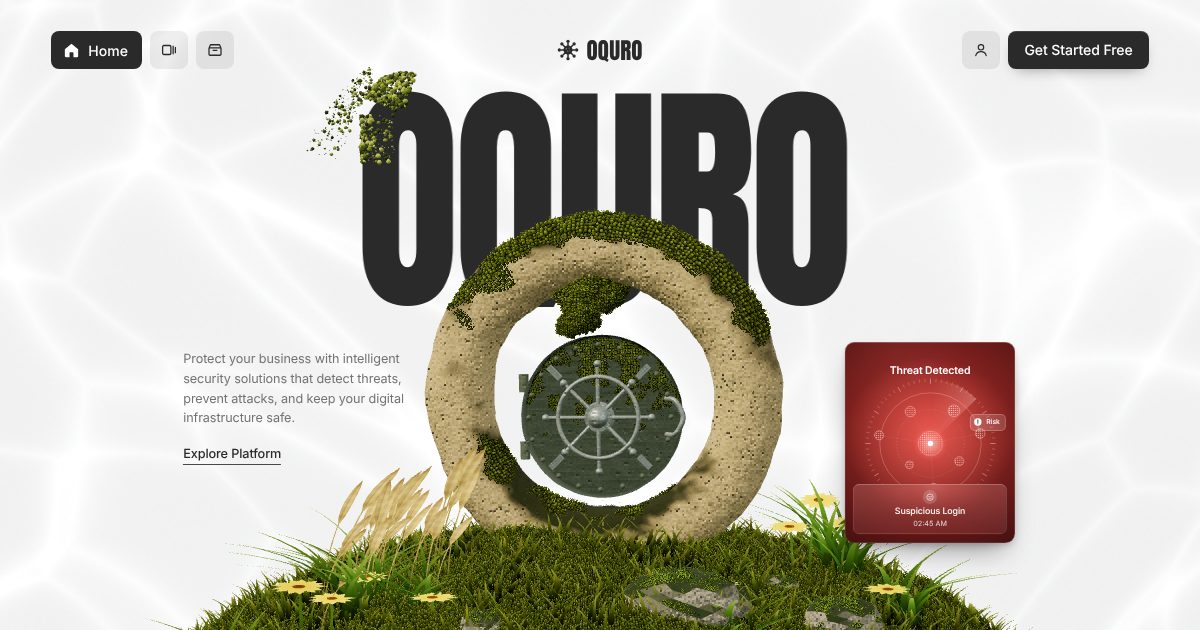 Home
OQURO
Get Started Free
OQURO
Protect your business with intelligent
security solutions that detect threats,
prevent attacks, and keep your digital
infrastructure safe.
Explore Platform
Threat Detected
Risk
Suspicious Login
02:45 AM